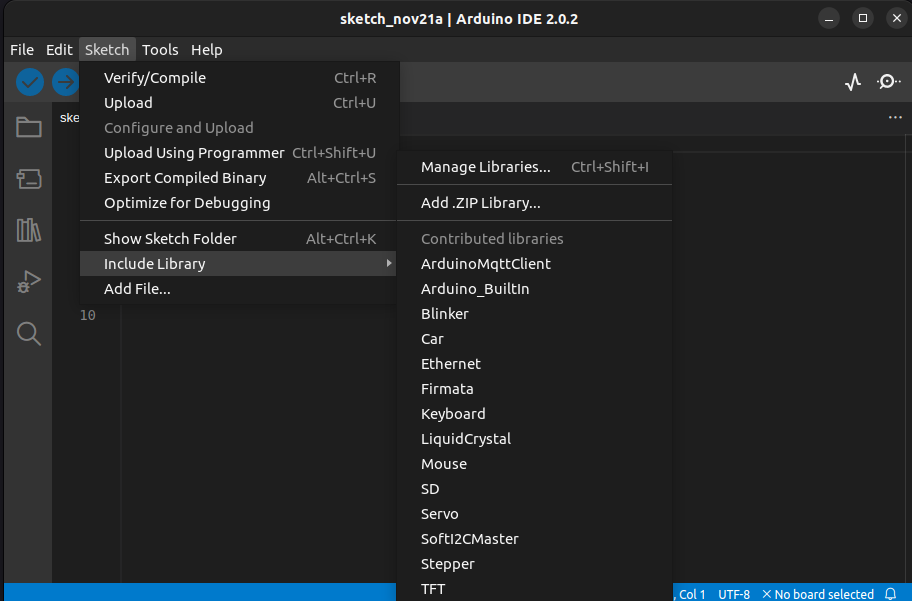 sketch_nov21a | Arduino IDE 2.0.2
File Edit Sketch Tools Help
Verify/Compile Ctrl+R
Upload Ctrl+U
Configure and Upload
Upload Using Programmer Ctrl+Shift+U
Export Compiled Binary Alt+Ctrl+S
Optimize for Debugging
Show Sketch Folder Alt+Ctrl+K
Include Library
Add File...
ske
Manage Libraries... Ctrl+Shift+I
Add .ZIP Library...
Contributed libraries
ArduinoMqttClient
Arduino_BuiltIn
Blinker
Car
Ethernet
Firmata
Keyboard
LiquidCrystal
Mouse
SD
Servo
SoftI2CMaster
Stepper
TFT
10
, Col 1 UTF-8 No board selected